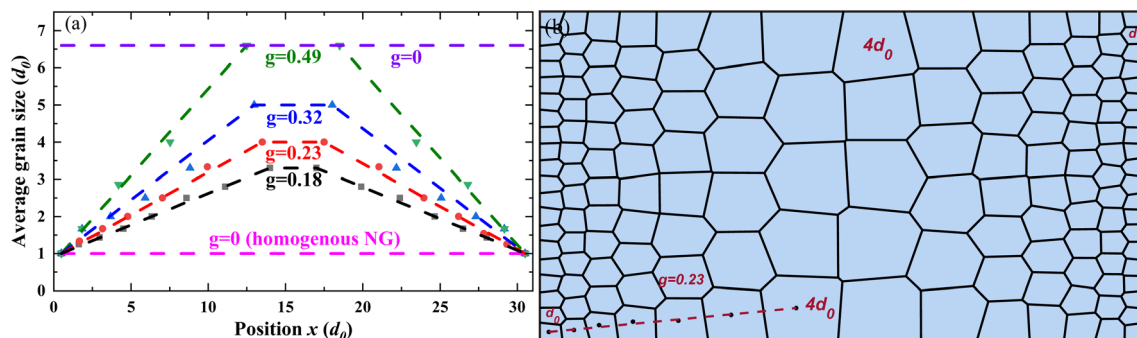 (a)
Average grain size (d0)
7
6
5
4
3
2
1
0
g=0.49
g=0
g=0.32
g=0.23
g=0.18
g=0 (homogenous NG)
0 5 10 15 20 25 30
Position x (d0)
(b)
4d0
d
g=0.23
d0
4d0